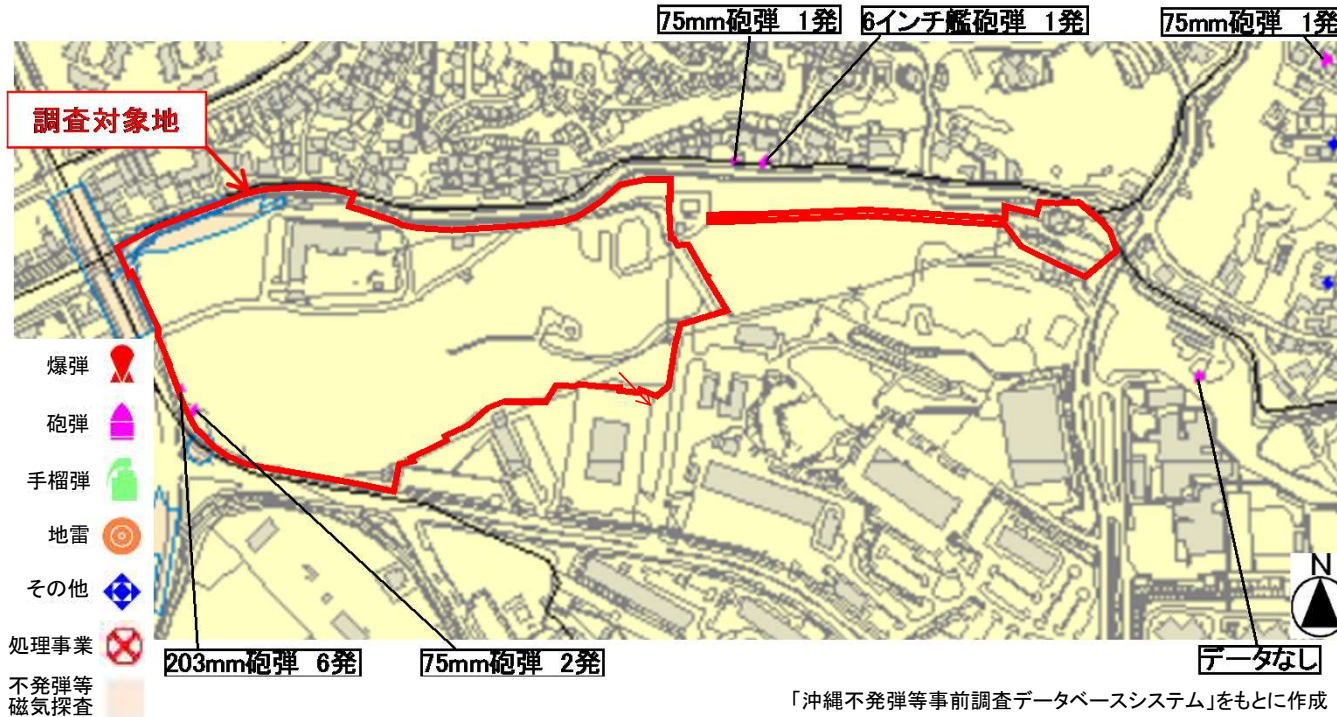 75mm砲弾 1発
6インチ艦砲弾 1発
75mm砲弾 1発
調査対象地
爆弾
砲弾
手榴弾
地雷
その他
処理事業
不発弾等
磁気探査
203mm砲弾 6発
75mm砲弾 2発
N
データなし
「沖縄不発弾等事前調査データベースシステム」をもとに作成